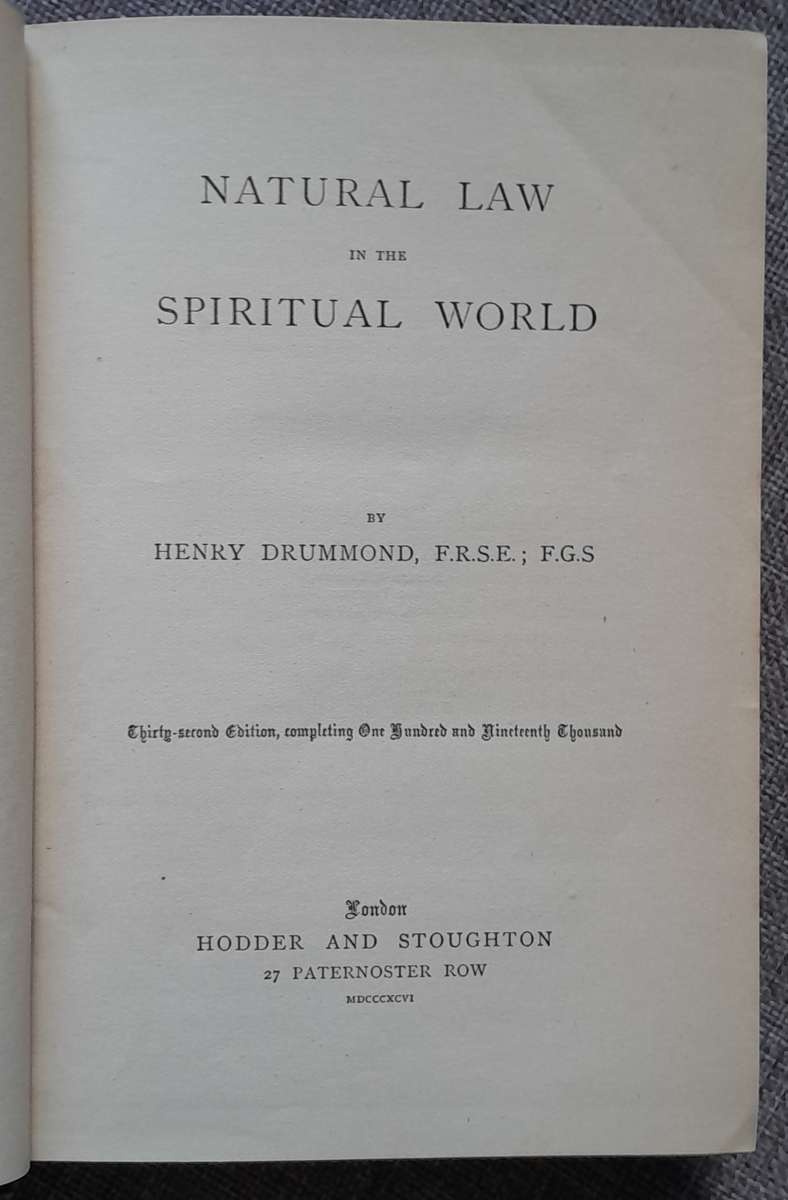 NATURAL LAW
IN THE
SPIRITUAL WORLD
BY
HENRY DRUMMOND, F.R.S.E.; F.G.S
Thirty-second Edition, completing One Hundred and Nineteenth Thousand
London
HODDER AND STOUGHTON
27 PATERNOSTER ROW
MDCCCXCVI